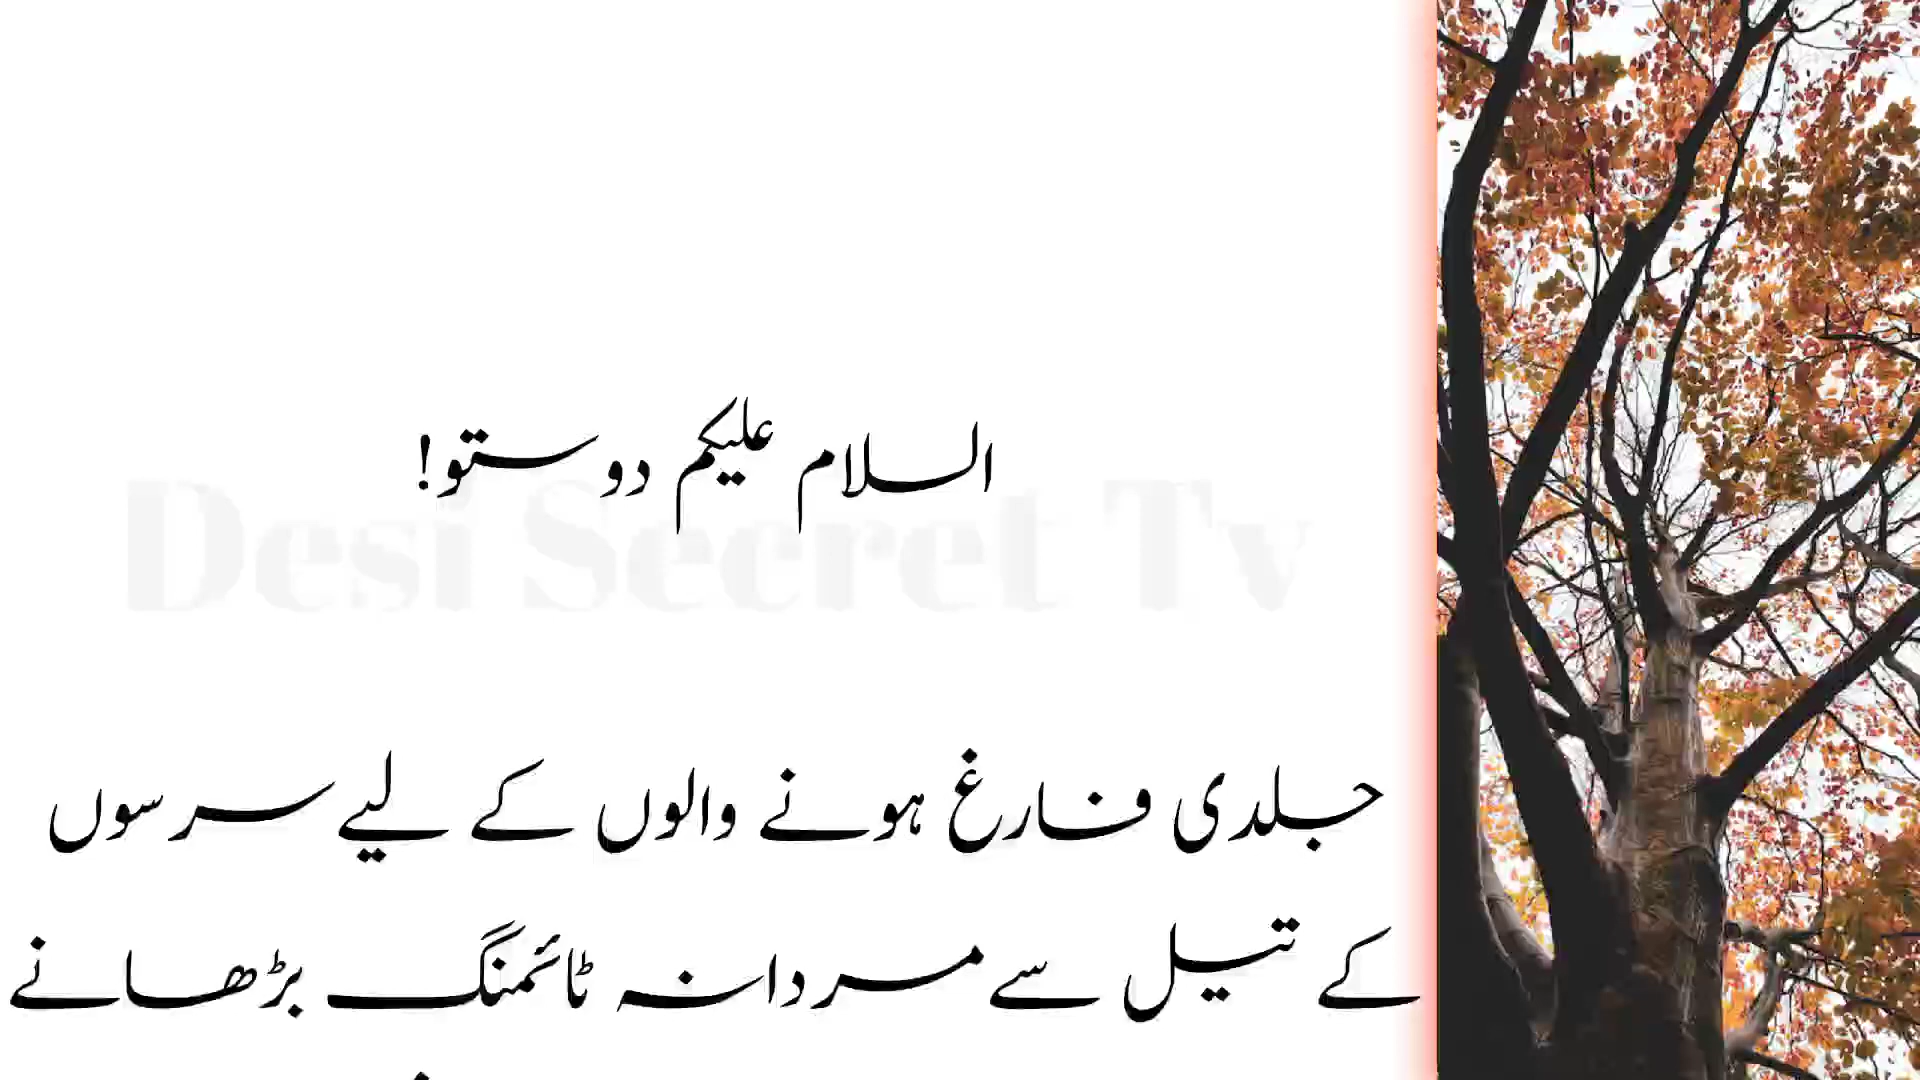 السلام علیکم دوستو!
Desi Secret Tv
جلدی فارغ ہونے والوں کے لیے سرسوں
کے تیل سے مردانہ ٹائمنگ بڑھانے